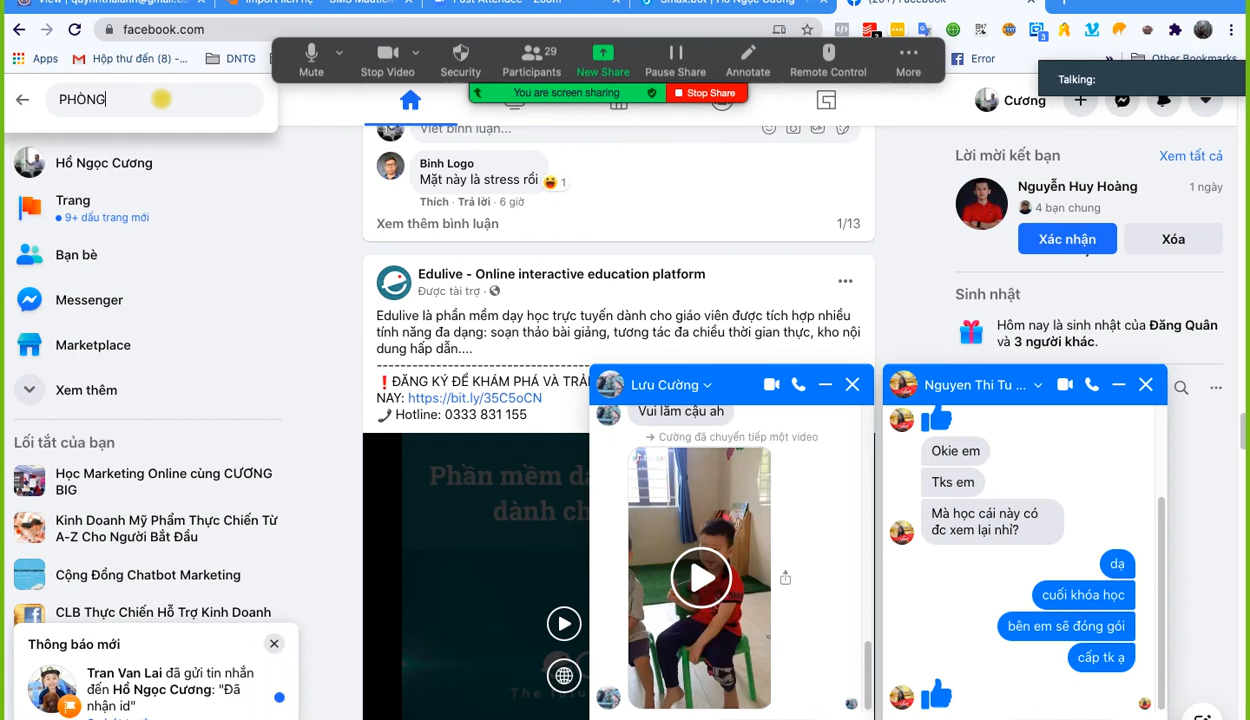 facebook.com
Apps
Hộp thư đến (8) -...
DNTG
Error
Other Bookmarks
Mute
Stop Video
Security
29
Participants
New Share
Pause Share
Annotate
Remote Control
More
You are screen sharing
Stop Share
Talking:
PHÒNG
Cương
Hồ Ngọc Cương
Trang
9+ dấu trang mới
Bạn bè
Messenger
Marketplace
Xem thêm
Lối tắt của bạn
Học Marketing Online cùng CƯƠNG
BIG
Kinh Doanh Mỹ Phẩm Thực Chiến Từ
A-Z Cho Người Bắt Đầu
Cộng Đồng Chatbot Marketing
CLB Thực Chiến Hỗ Trợ Kinh Doanh
Thông báo mới
Tran Van Lai đã gửi tin nhắn
đến Hồ Ngọc Cương: "Đã
nhận id"
Viết bình luận...
Binh Logo
Mặt này là stress rồi
1
Thích · Trả lời · 6 giờ
Xem thêm bình luận
1/13
Edulive - Online interactive education platform
Được tài trợ ·
Edulive là phần mềm dạy học trực tuyến dành cho giáo viên được tích hợp nhiều
tính năng đa dạng: soạn thảo bài giảng, tương tác đa chiều thời gian thực, kho nội
dung hấp dẫn....
❗ĐĂNG KÝ ĐỂ KHÁM PHÁ VÀ TRẢI
NAY: https://bit.ly/35C5oCN
Hotline: 0333 831 155
Phần mềm dạ
dành ch
Lưu Cường
Vui lắm cậu ah
Cường đã chuyển tiếp một video
Nguyen Thi Tu ...
Okie em
Tks em
Mà học cái này có
đc xem lại nhỉ?
dạ
cuối khóa học
bên em sẽ đóng gói
cấp tk ạ
Lời mời kết bạn
Xem tất cả
Nguyễn Huy Hoàng
1 ngày
4 bạn chung
Xác nhận
Xóa
Sinh nhật
Hôm nay là sinh nhật của Đăng Quân
và 3 người khác.